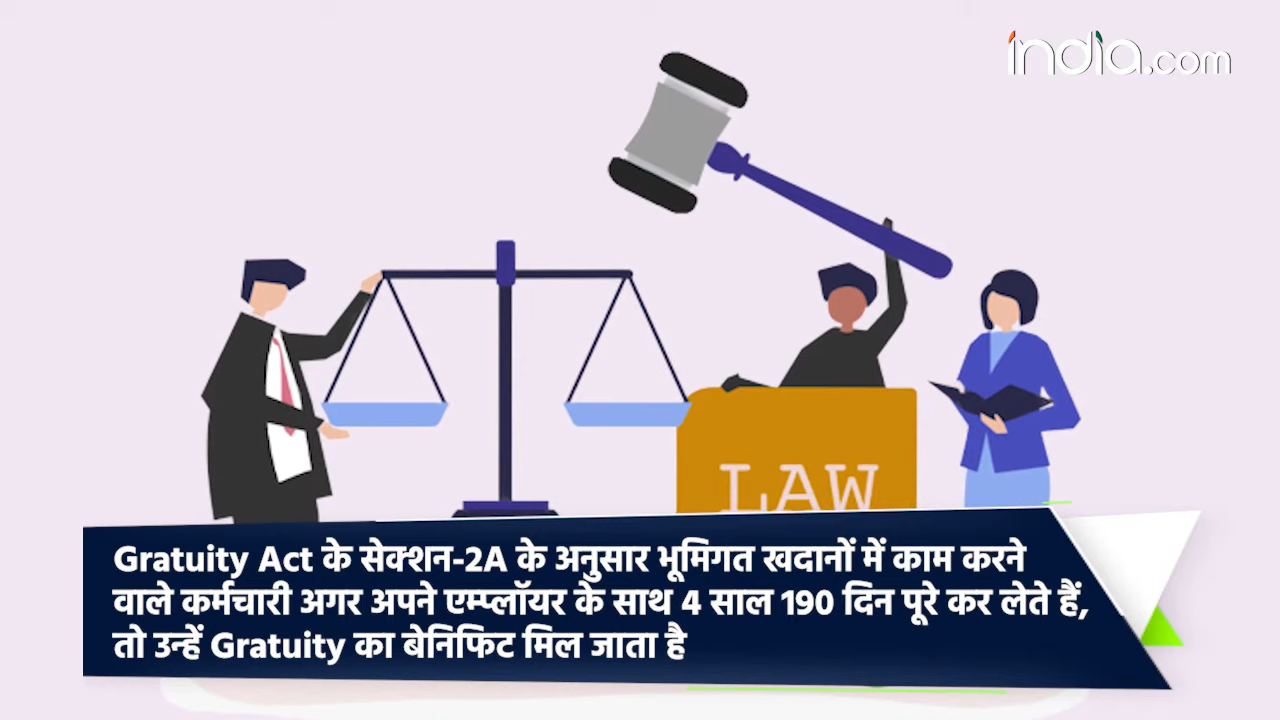 india.com
LAW
Gratuity Act के सेक्शन-2A के अनुसार भूमिगत खदानों में काम करने
वाले कर्मचारी अगर अपने एम्प्लॉयर के साथ 4 साल 190 दिन पूरे कर लेते हैं,
तो उन्हें Gratuity का बेनिफिट मिल जाता है